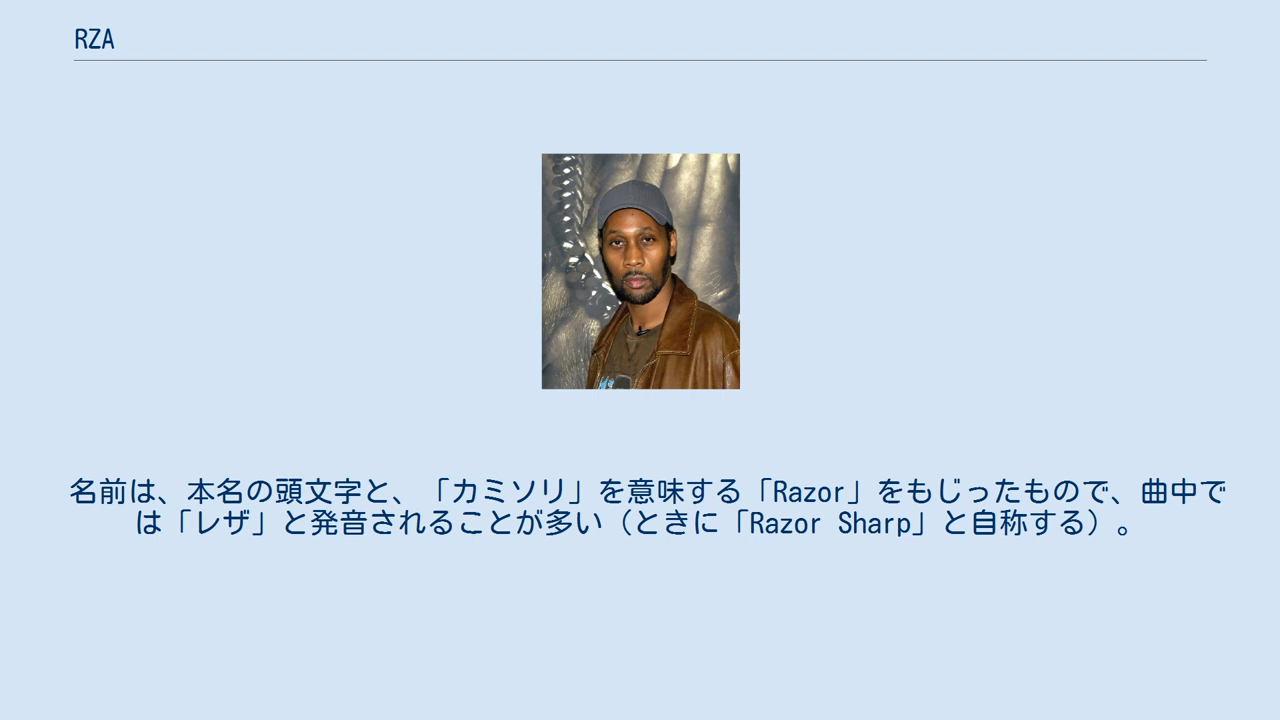 RZA
名前は、本名の頭文字と、「カミソリ」を意味する「Razor」をもじったもので、曲中で
は「レザ」と発音されることが多い（ときに「Razor Sharp」と自称する）。